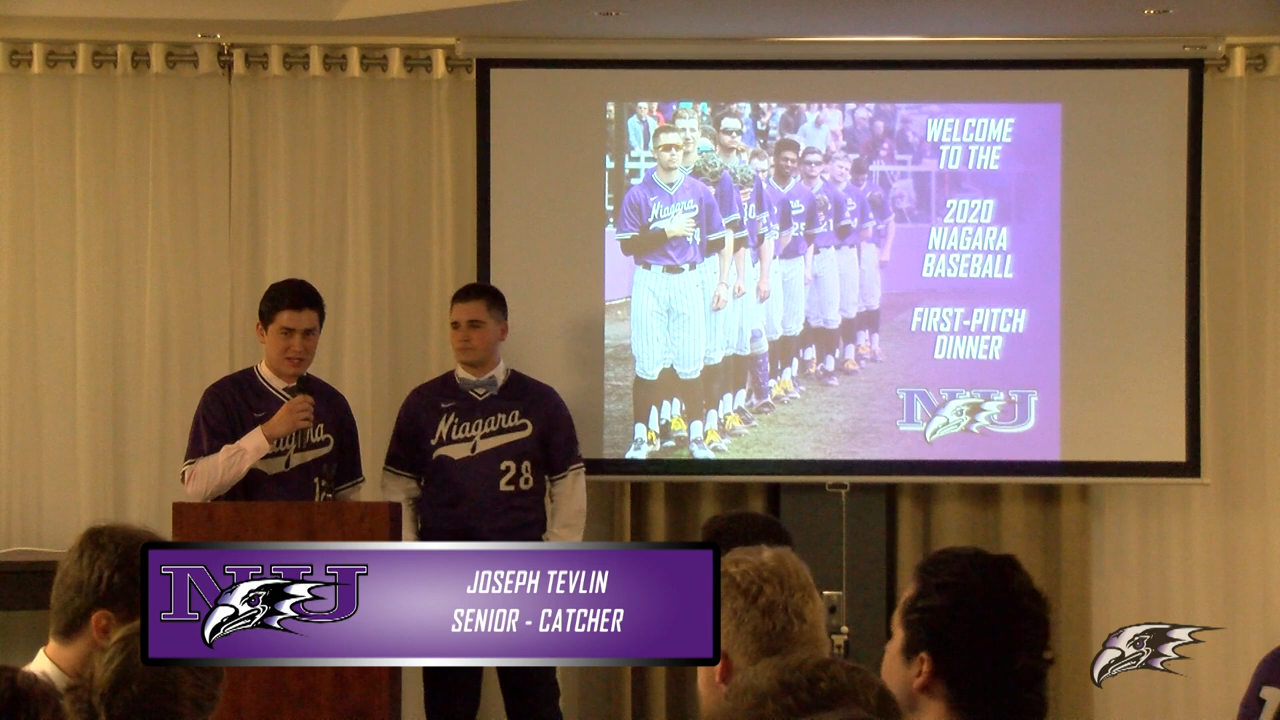 WELCOME
TO THE
2020
NIAGARA
BASEBALL
FIRST-PITCH
DINNER
NU
Niagara
Niagara
28
NU
JOSEPH TEVLIN
SENIOR - CATCHER